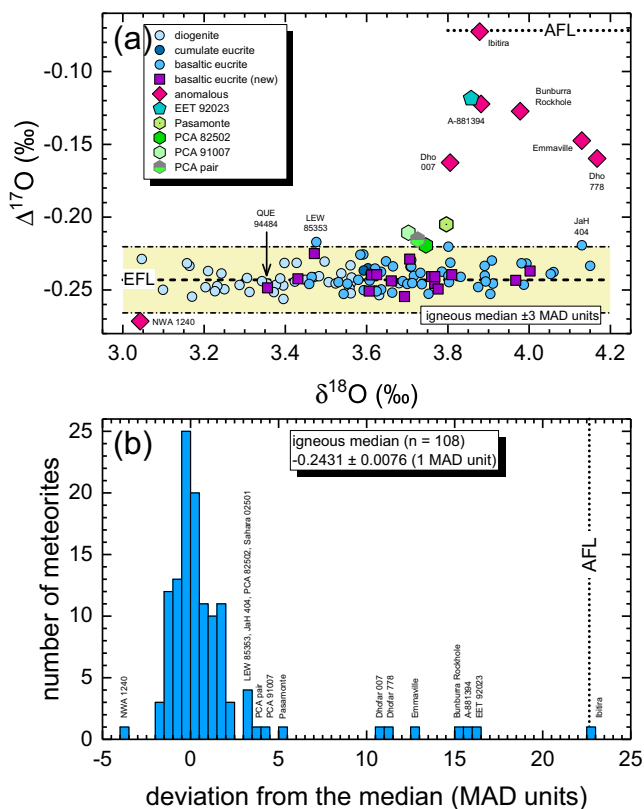 (a)
diogenite
cumulate eucrite
basaltic eucrite
basaltic eucrite (new)
anomalous
EET 92023
Pasamonte
PCA 82502
PCA 91007
PCA pair
AFL
Ibitira
A-881394
Bunburra
Rockhole
Emmaville
Dho
007
Dho
778
QUE
94484
LEW
85353
JaH
404
EFL
NWA 1240
igneous median ±3 MAD units
-0.10
-0.15
-0.20
-0.25
Δ17O (‰)
3.0 3.2 3.4 3.6 3.8 4.0 4.2
δ18O (‰)
(b)
igneous median (n = 108)
-0.2431 ± 0.0076 (1 MAD unit)
AFL
NWA 1240
LEW 85353, JaH 404, PCA 82502, Sahara 02501
PCA pair
PCA 91007
Pasamonte
Dhofar 007
Dhofar 778
Emmaville
Bunburra Rockhole
A-881394
EET 92023
Ibitira
25
20
15
10
5
0
number of meteorites
-5 0 5 10 15 20 25
deviation from the median (MAD units)